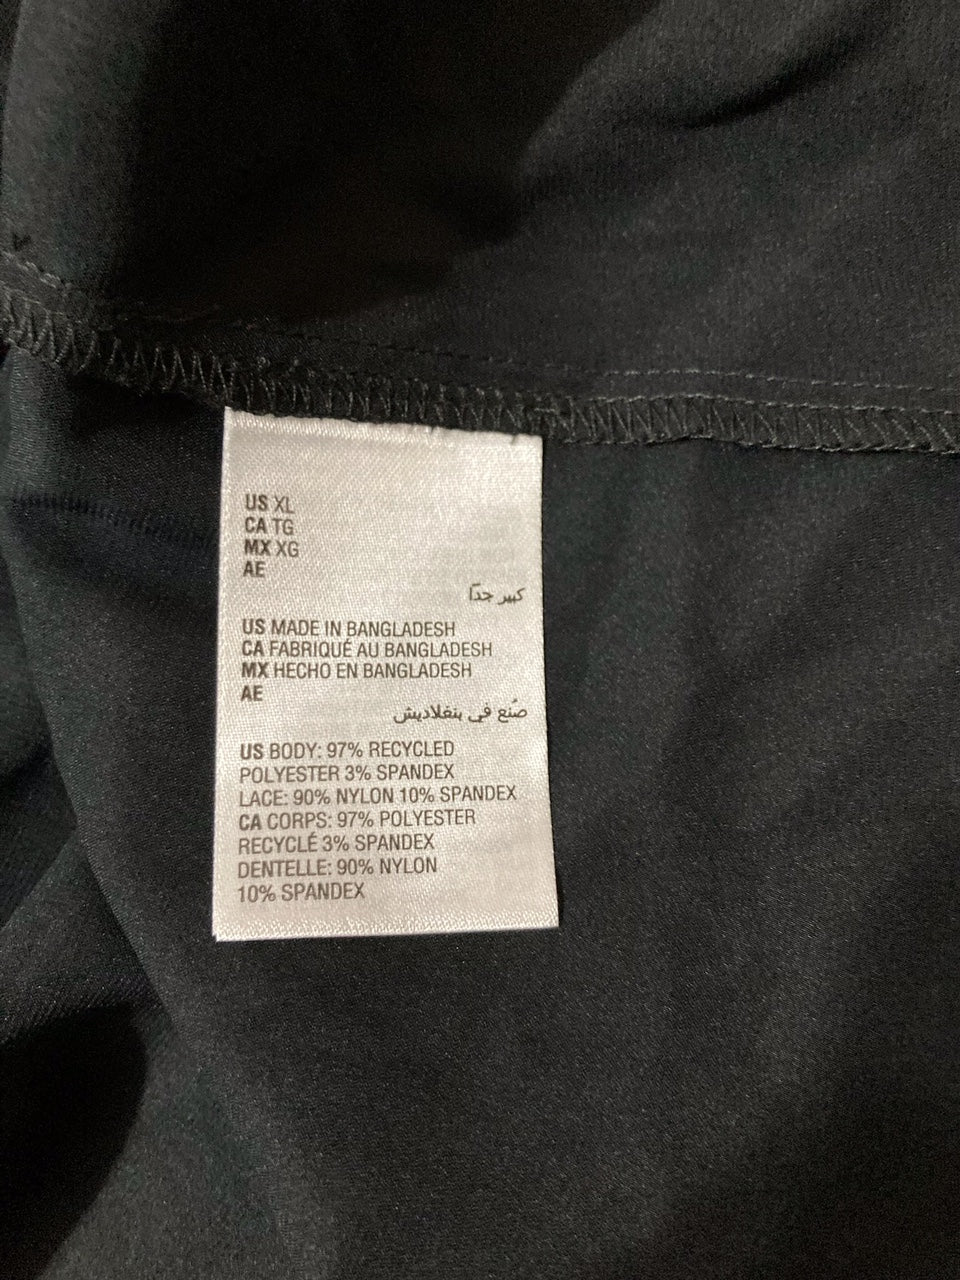 US XL
CA TG
MX XG
AE
كبير جدًا
US MADE IN BANGLADESH
CA FABRIQUÉ AU BANGLADESH
MX HECHO EN BANGLADESH
AE
صُنع في بنغلاديش
US BODY: 97% RECYCLED
POLYESTER 3% SPANDEX
LACE: 90% NYLON 10% SPANDEX
CA CORPS: 97% POLYESTER
RECYCLÉ 3% SPANDEX
DENTELLE: 90% NYLON
10% SPANDEX